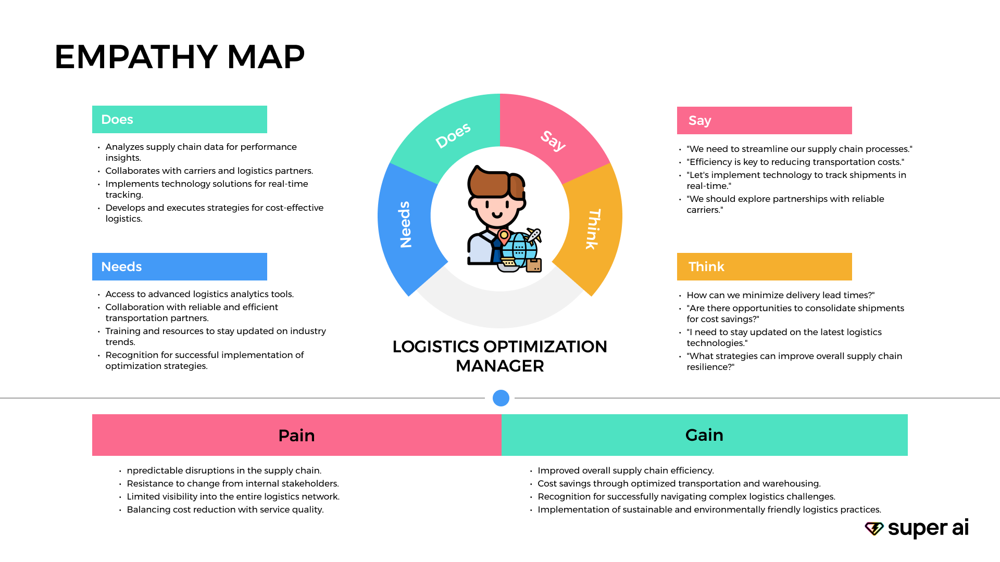 EMPATHY MAP
Does
• Analyzes supply chain data for performance
insights.
• Collaborates with carriers and logistics partners.
• Implements technology solutions for real-time
tracking.
• Develops and executes strategies for cost-effective
logistics.
Needs
• Access to advanced logistics analytics tools.
• Collaboration with reliable and efficient
transportation partners.
• Training and resources to stay updated on industry
trends.
• Recognition for successful implementation of
optimization strategies.
Does
Say
Needs
Think
LOGISTICS OPTIMIZATION
MANAGER
Say
• "We need to streamline our supply chain processes."
• "Efficiency is key to reducing transportation costs."
• "Let's implement technology to track shipments in
real-time."
• "We should explore partnerships with reliable
carriers."
Think
• How can we minimize delivery lead times?"
• "Are there opportunities to consolidate shipments
for cost savings?"
• "I need to stay updated on the latest logistics
technologies."
• "What strategies can improve overall supply chain
resilience?"
Pain
• npredictable disruptions in the supply chain.
• Resistance to change from internal stakeholders.
• Limited visibility into the entire logistics network.
• Balancing cost reduction with service quality.
Gain
• Improved overall supply chain efficiency.
• Cost savings through optimized transportation and warehousing.
• Recognition for successfully navigating complex logistics challenges.
• Implementation of sustainable and environmentally friendly logistics practices.
super ai